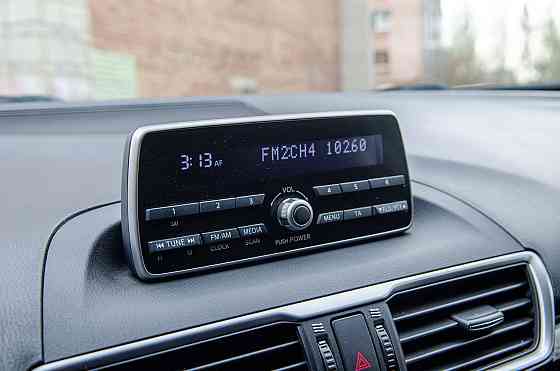 3:13 AF
FM2CH4 10260
VOL
1 2 3
4 5 6
TUNE
FM/AM
MEDIA
MENU
TA
CLOCK
SCAN
PUSH POWER